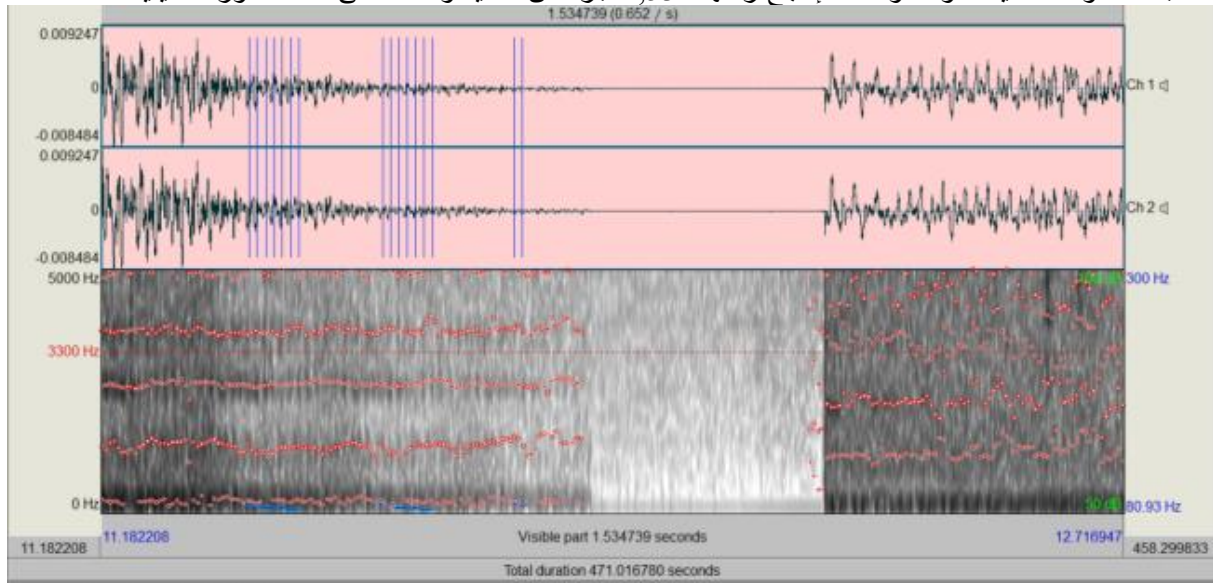 1.534739 (0.652 / s)
0.009247
0
-0.008484
Ch 1
0.009247
0
-0.008484
Ch 2
5000 Hz
300 Hz
3300 Hz
0 Hz
80.93 Hz
11.182208
Visible part 1.534739 seconds
12.716947
11.182208
458.299833
Total duration 471.016780 seconds